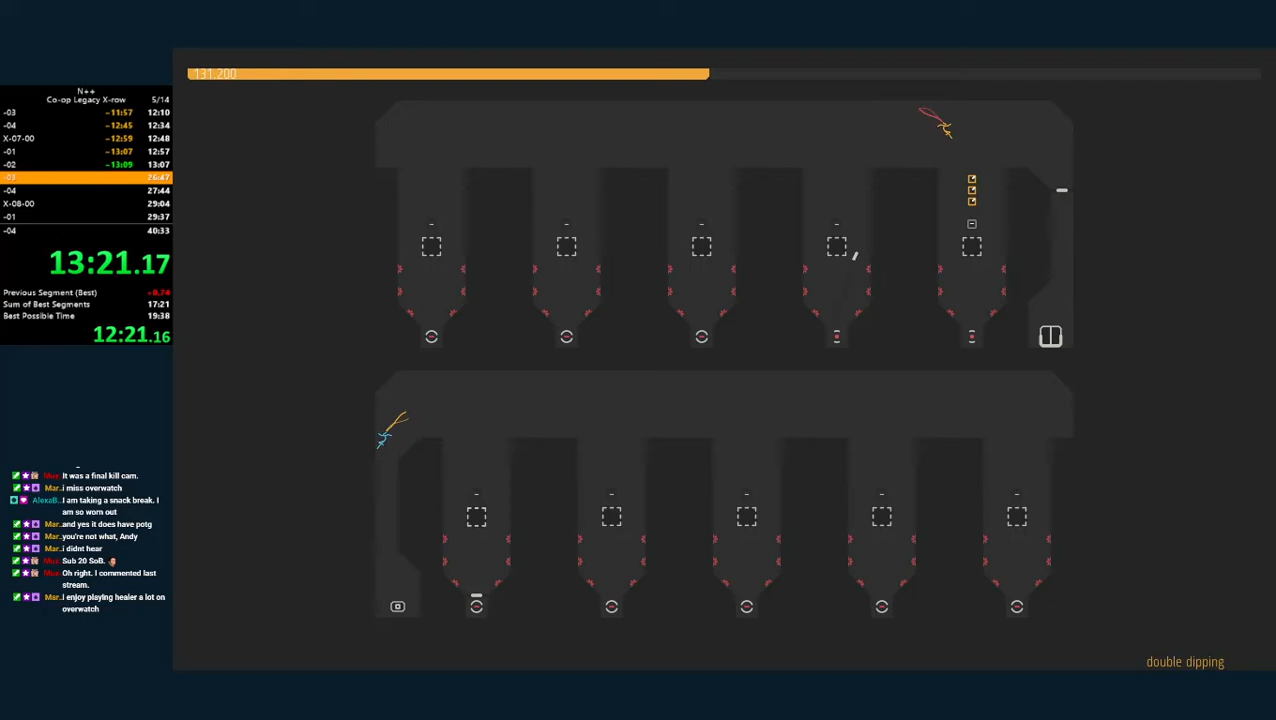 131.200
N++
Co-op Legacy X-row 5/14
-03 -11:57 12:10
-04 -12:45 12:34
X-07-00 -12:59 12:48
-01 -13:07 12:57
-02 -13:09 13:07
-03 26:47
-04 27:44
X-08-00 29:04
-01 29:37
-04 40:33
13:21.17
Previous Segment (Best) +0.74
Sum of Best Segments 17:21
Best Possible Time 19:38
12:21.16
It was a final kill cam.
Mar.. i miss overwatch
AlexaB.. I am taking a snack break. I
am so worn out
Mar.. and yes it does have potg
Mar.. you're not what, Andy
Mar.. i didnt hear
Sub 20 SoB.
Oh right. I commented last
stream.
Mar.. I enjoy playing healer a lot on
overwatch
double dipping